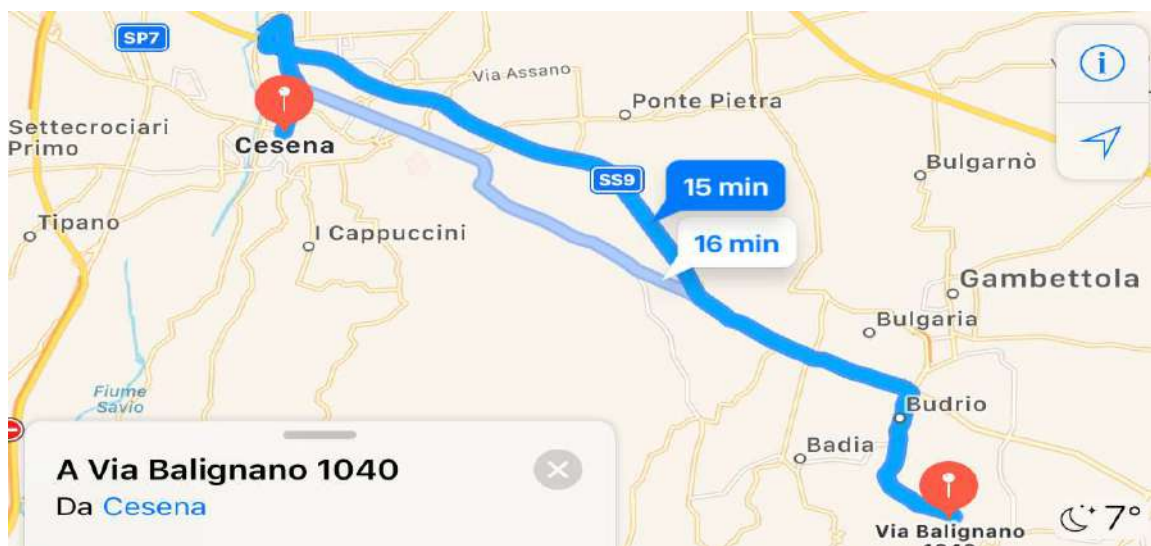 SP7
Via Assano
Ponte Pietra
Settecrociari
Primo
Cesena
Bulgarnò
SS9
15 min
Tipano
I Cappuccini
16 min
Gambettola
Bulgaria
Fiume
Savio
Budrio
Badia
A Via Balignano 1040
Da Cesena
Via Balignano
1040
7°